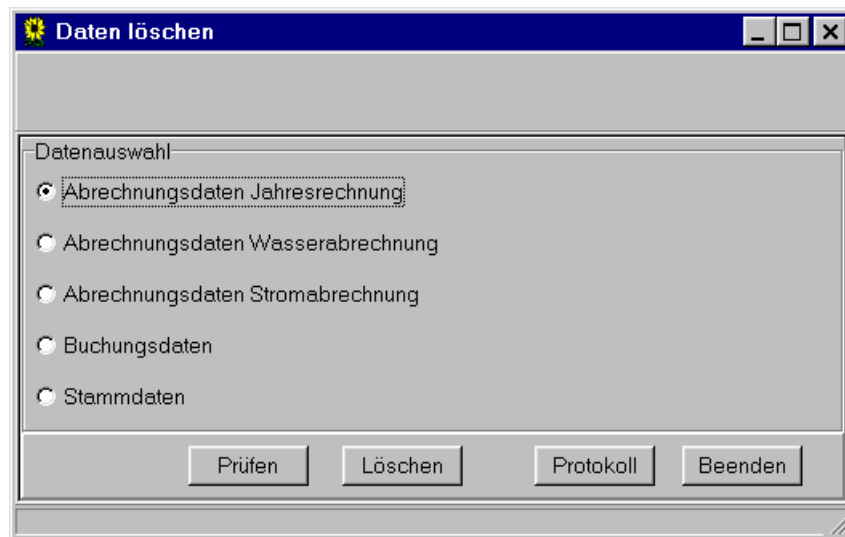 Daten löschen
Datenauswahl
Abrechnungsdaten Jahresrechnung
Abrechnungsdaten Wasserabrechnung
Abrechnungsdaten Stromabrechnung
Buchungsdaten
Stammdaten
Prüfen Löschen Protokoll Beenden